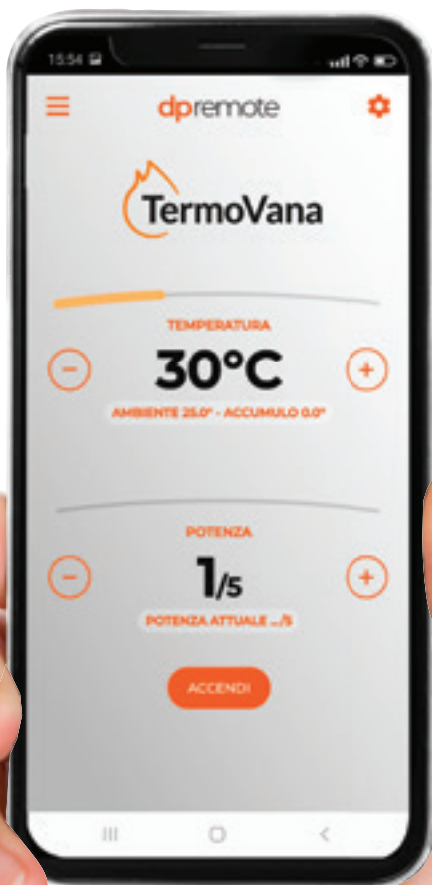 15:54
dpremote
TermoVana
TEMPERATURA
30°C
AMBIENTE 25.0° - ACCUMULO 0.0°
POTENZA
1/5
POTENZA ATTUALE .../5
ACCENDI